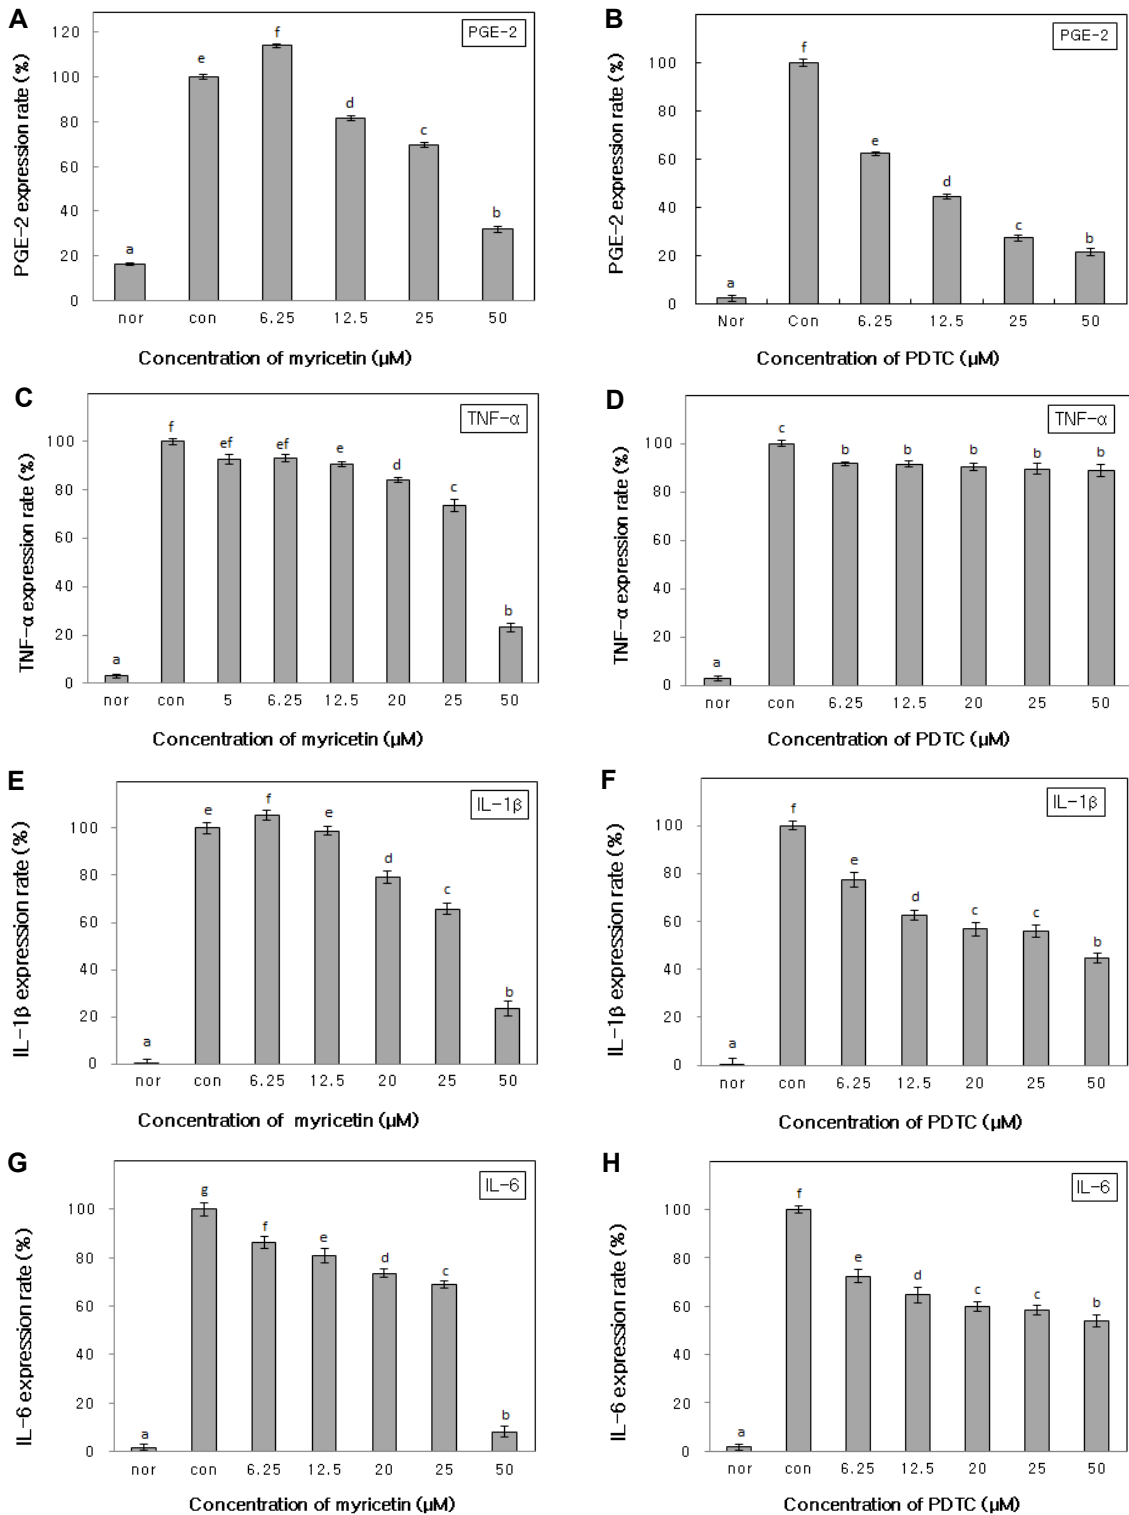 A
PGE-2
PGE-2 expression rate (%)
120
100
80
60
40
20
0
a
e
f
d
c
b
nor con 6.25 12.5 25 50
Concentration of myricetin (μM)
B
PGE-2
PGE-2 expression rate (%)
100
80
60
40
20
0
a
f
e
d
c
b
Nor Con 6.25 12.5 25 50
Concentration of PDTC (μM)
C
TNF-α
TNF-α expression rate (%)
100
80
60
40
20
0
a
f
ef
ef
e
d
c
b
nor con 5 6.25 12.5 20 25 50
Concentration of myricetin (μM)
D
TNF-α
TNF-α expression rate (%)
100
80
60
40
20
0
a
c
b
b
b
b
b
nor con 6.25 12.5 20 25 50
Concentration of PDTC (μM)
E
IL-1β
IL-1β expression rate (%)
100
80
60
40
20
0
a
e
f
e
d
c
b
nor con 6.25 12.5 20 25 50
Concentration of myricetin (μM)
F
IL-1β
IL-1β expression rate (%)
100
80
60
40
20
0
a
f
e
d
c
c
b
nor con 6.25 12.5 20 25 50
Concentration of PDTC (μM)
G
IL-6
IL-6 expression rate (%)
100
80
60
40
20
0
a
g
f
e
d
c
b
nor con 6.25 12.5 20 25 50
Concentration of myricetin (μM)
H
IL-6
IL-6 expression rate (%)
100
80
60
40
20
0
a
f
e
d
c
c
b
nor con 6.25 12.5 20 25 50
Concentration of PDTC (μM)